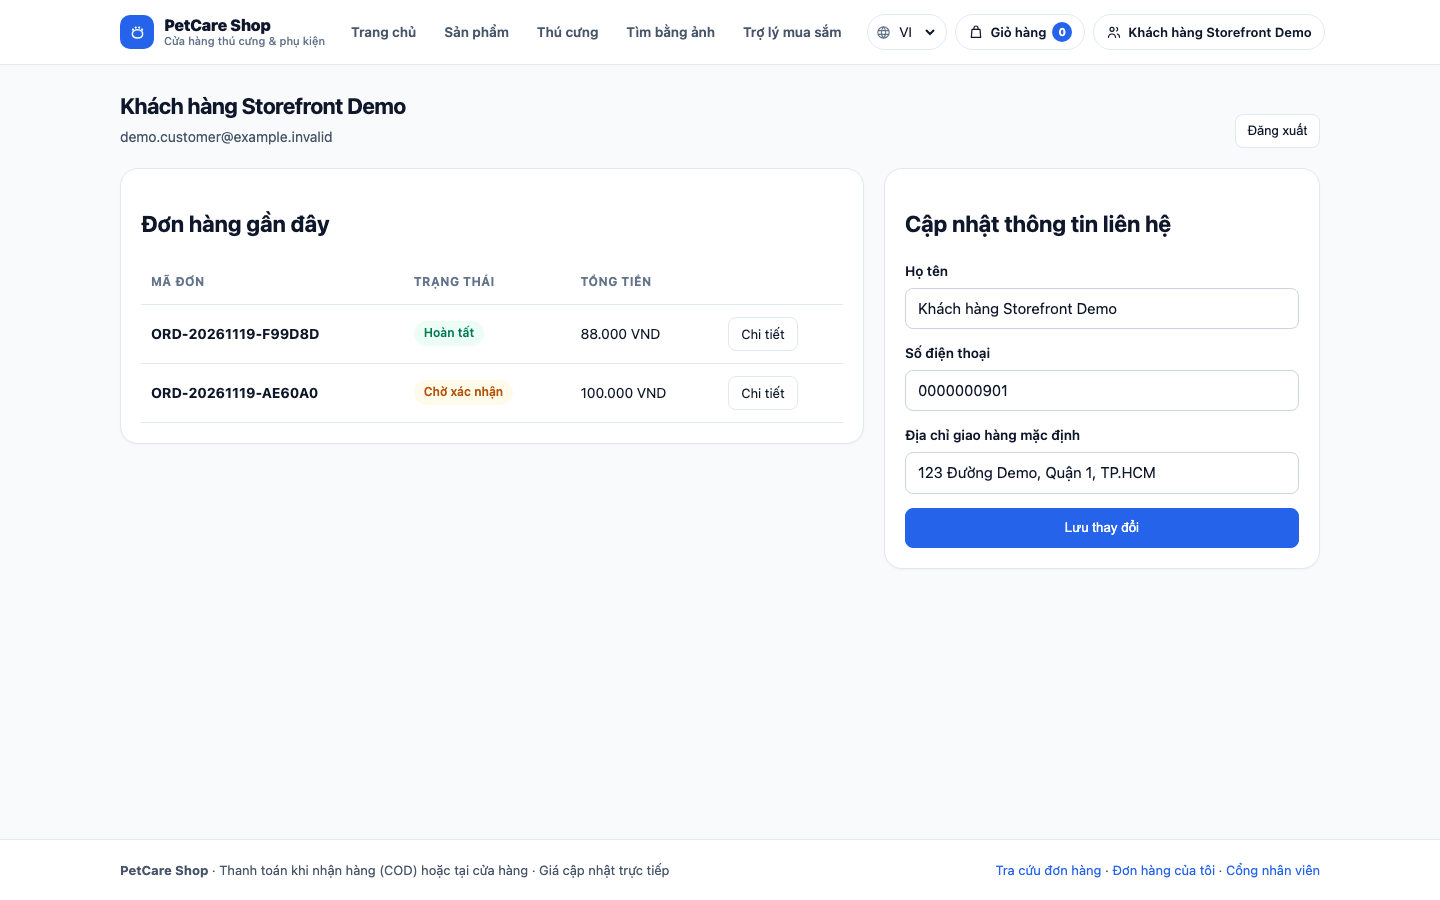 PetCare Shop
Cửa hàng thú cưng & phụ kiện
Trang chủ
Sản phẩm
Thú cưng
Tìm bằng ảnh
Trợ lý mua sắm
VI
Giỏ hàng 0
Khách hàng Storefront Demo
Khách hàng Storefront Demo
demo.customer@example.invalid
Đăng xuất
Đơn hàng gần đây
MÃ ĐƠN TRẠNG THÁI TỔNG TIỀN
ORD-20261119-F99D8D Hoàn tất 88.000 VND Chi tiết
ORD-20261119-AE60A0 Chờ xác nhận 100.000 VND Chi tiết
Cập nhật thông tin liên hệ
Họ tên
Khách hàng Storefront Demo
Số điện thoại
0000000901
Địa chỉ giao hàng mặc định
123 Đường Demo, Quận 1, TP.HCM
Lưu thay đổi
PetCare Shop · Thanh toán khi nhận hàng (COD) hoặc tại cửa hàng · Giá cập nhật trực tiếp
Tra cứu đơn hàng · Đơn hàng của tôi · Cổng nhân viên